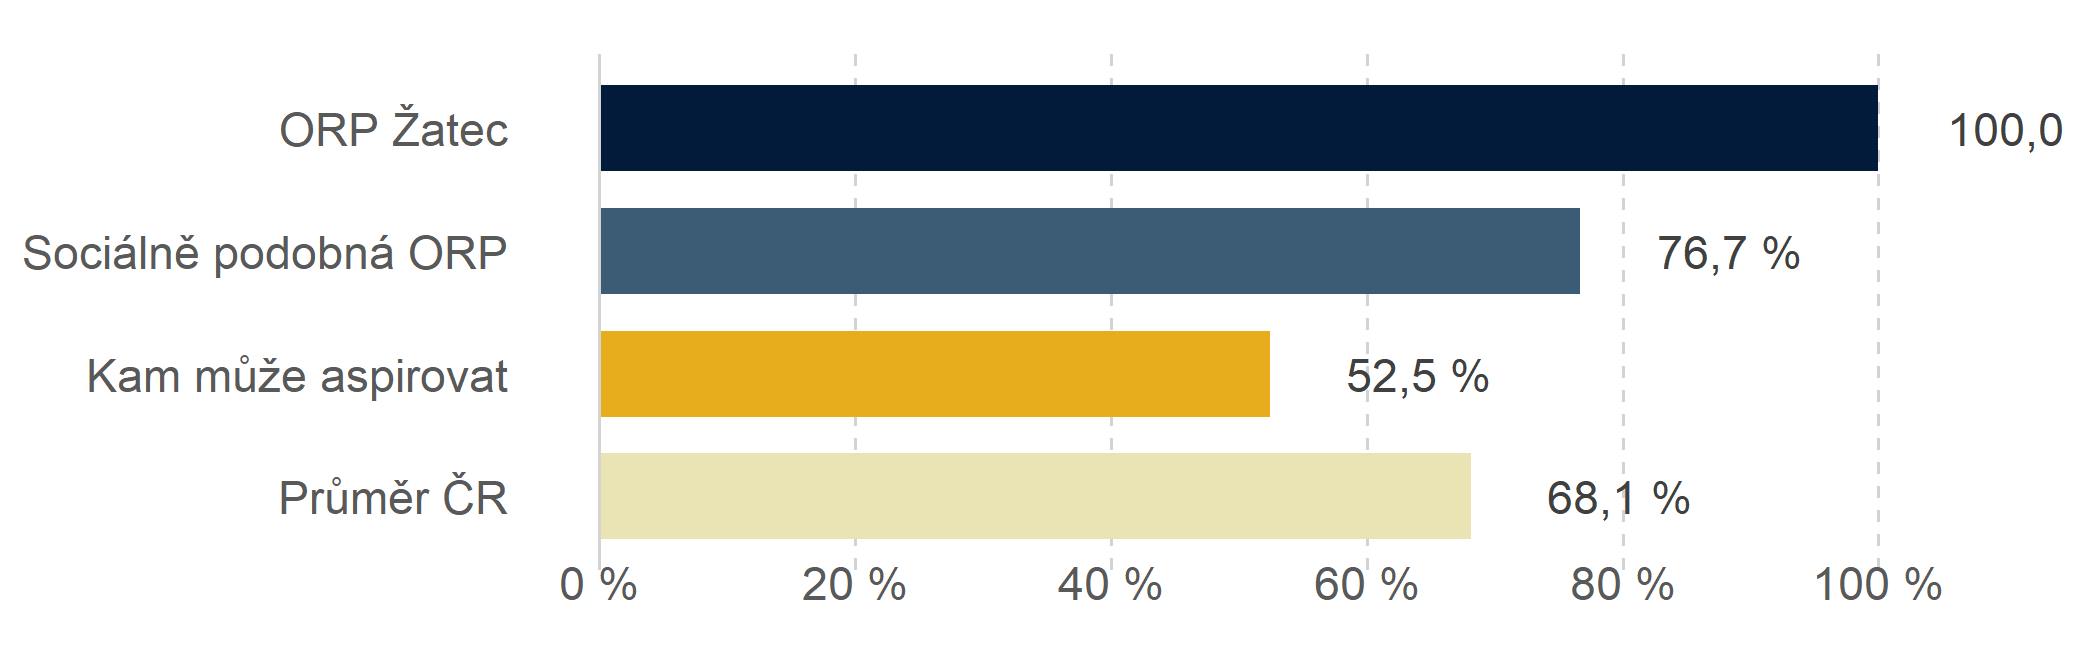 ORP Žatec 100,0
Sociálně podobná ORP 76,7 %
Kam může aspirovat 52,5 %
Průměr ČR 68,1 %
0 % 20 % 40 % 60 % 80 % 100 %